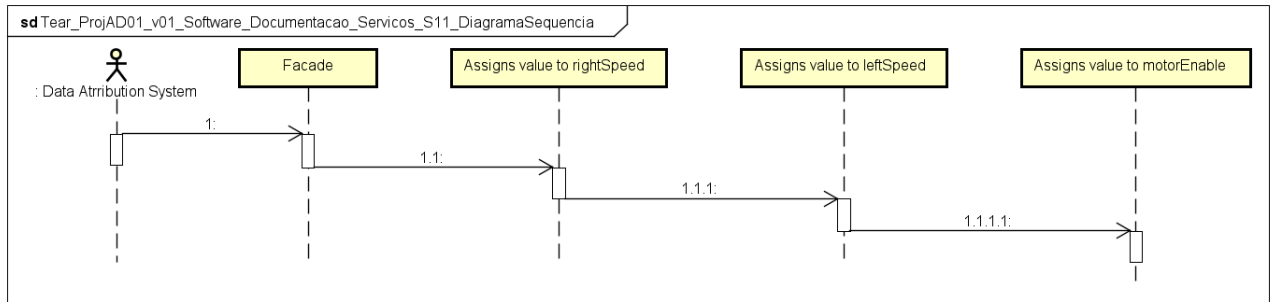 sd Tear_ProjAD01_v01_Software_Documentacao_Servicos_S11_DiagramaSequencia
: Data Atrribution System
Facade
Assigns value to rightSpeed
Assigns value to leftSpeed
Assigns value to motorEnable
1:
1.1:
1.1.1:
1.1.1.1: